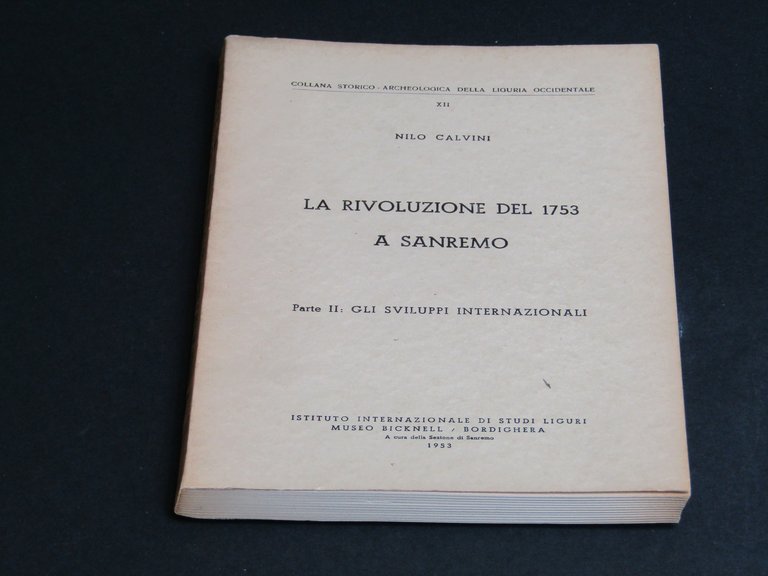 COLLANA STORICO - ARCHEOLOGICA DELLA LIGURIA OCCIDENTALE
XII
NILO CALVINI
LA RIVOLUZIONE DEL 1753
A SANREMO
Parte II: GLI SVILUPPI INTERNAZIONALI
ISTITUTO INTERNAZIONALE DI STUDI LIGURI
MUSEO BICKNELL / BORDIGHERA
A cura della Sezione di Sanremo
1953